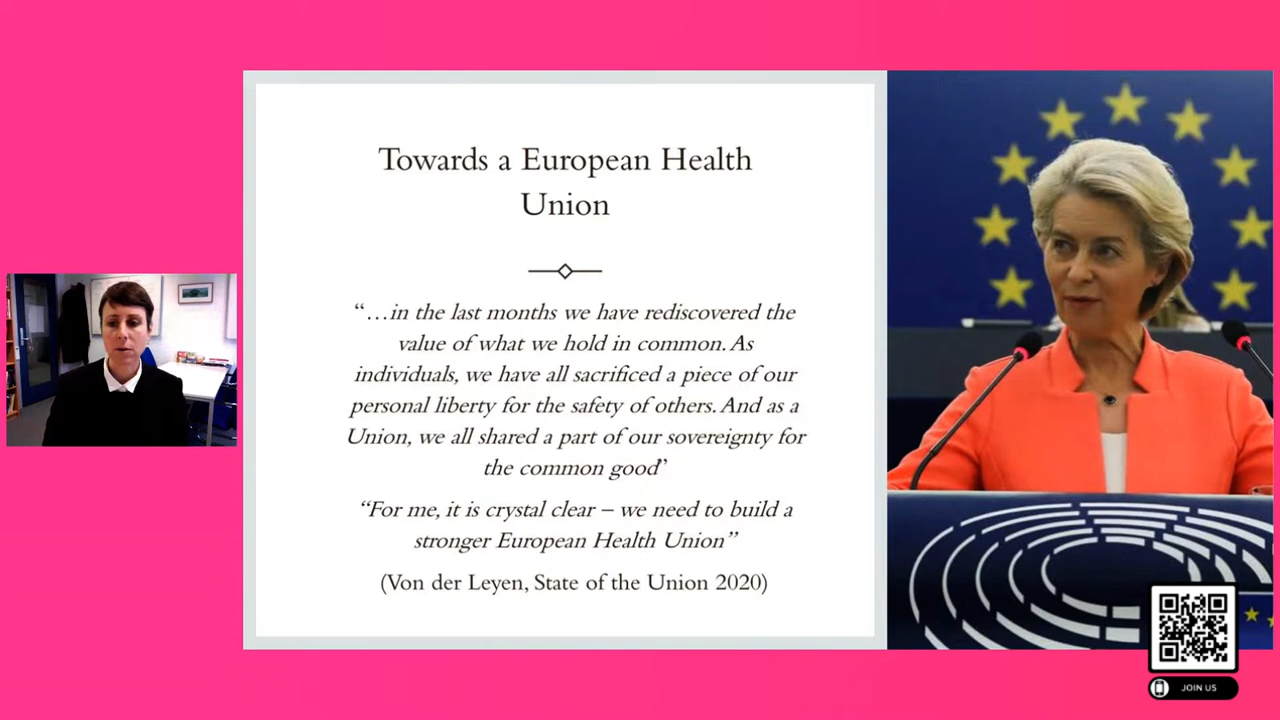 Towards a European Health
Union
“…in the last months we have rediscovered the
value of what we hold in common. As
individuals, we have all sacrificed a piece of our
personal liberty for the safety of others. And as a
Union, we all shared a part of our sovereignty for
the common good”
“For me, it is crystal clear – we need to build a
stronger European Health Union”
(Von der Leyen, State of the Union 2020)
JOIN US